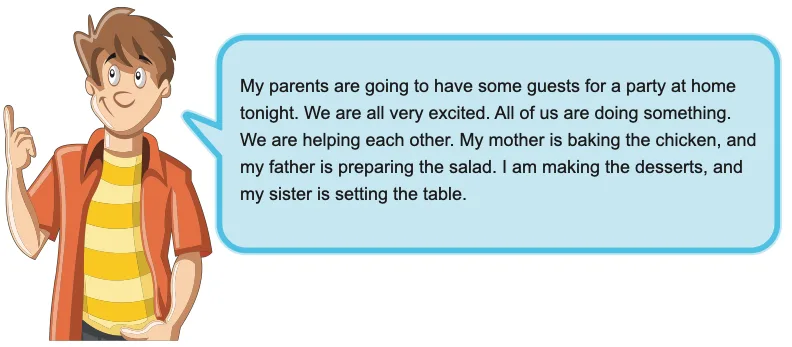 My parents are going to have some guests for a party at home
tonight. We are all very excited. All of us are doing something.
We are helping each other. My mother is baking the chicken, and
my father is preparing the salad. I am making the desserts, and
my sister is setting the table.